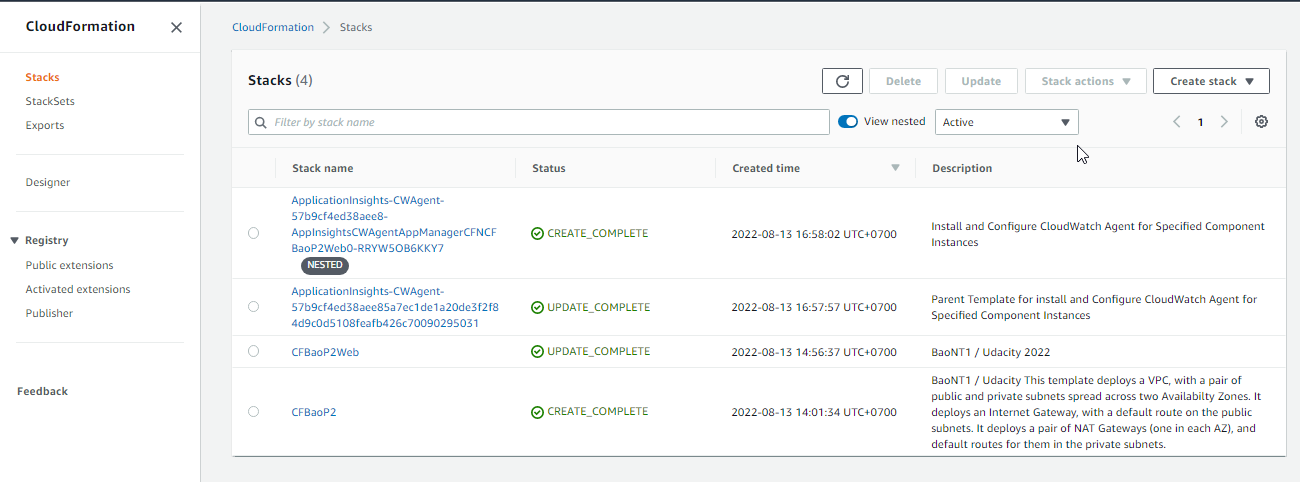 CloudFormation
Stacks
StackSets
Exports
Designer
Registry
Public extensions
Activated extensions
Publisher
Feedback
CloudFormation > Stacks
Stacks (4)
Delete
Update
Stack actions
Create stack
Filter by stack name
View nested
Active
1
Stack name Status Created time Description
ApplicationInsights-CWAgent-
57b9cf4ed38aee8-
AppInsightsCWAgentAppManagerCFNCF
BaoP2Web0-RRYW5OB6KKY7
NESTED
CREATE_COMPLETE
2022-08-13 16:58:02 UTC+0700
Install and Configure CloudWatch Agent for Specified Component
Instances
ApplicationInsights-CWAgent-
57b9cf4ed38aee85a7ec1de1a20de3f2f8
4d9c0d5108feafb426c70090295031
UPDATE_COMPLETE
2022-08-13 16:57:57 UTC+0700
Parent Template for install and Configure CloudWatch Agent for
Specified Component Instances
CFBaoP2Web
UPDATE_COMPLETE
2022-08-13 14:56:37 UTC+0700
BaoNT1 / Udacity 2022
CFBaoP2
CREATE_COMPLETE
2022-08-13 14:01:34 UTC+0700
BaoNT1 / Udacity This template deploys a VPC, with a pair of
public and private subnets spread across two Availabilty Zones. It
deploys an Internet Gateway, with a default route on the public
subnets. It deploys a pair of NAT Gateways (one in each AZ), and
default routes for them in the private subnets.